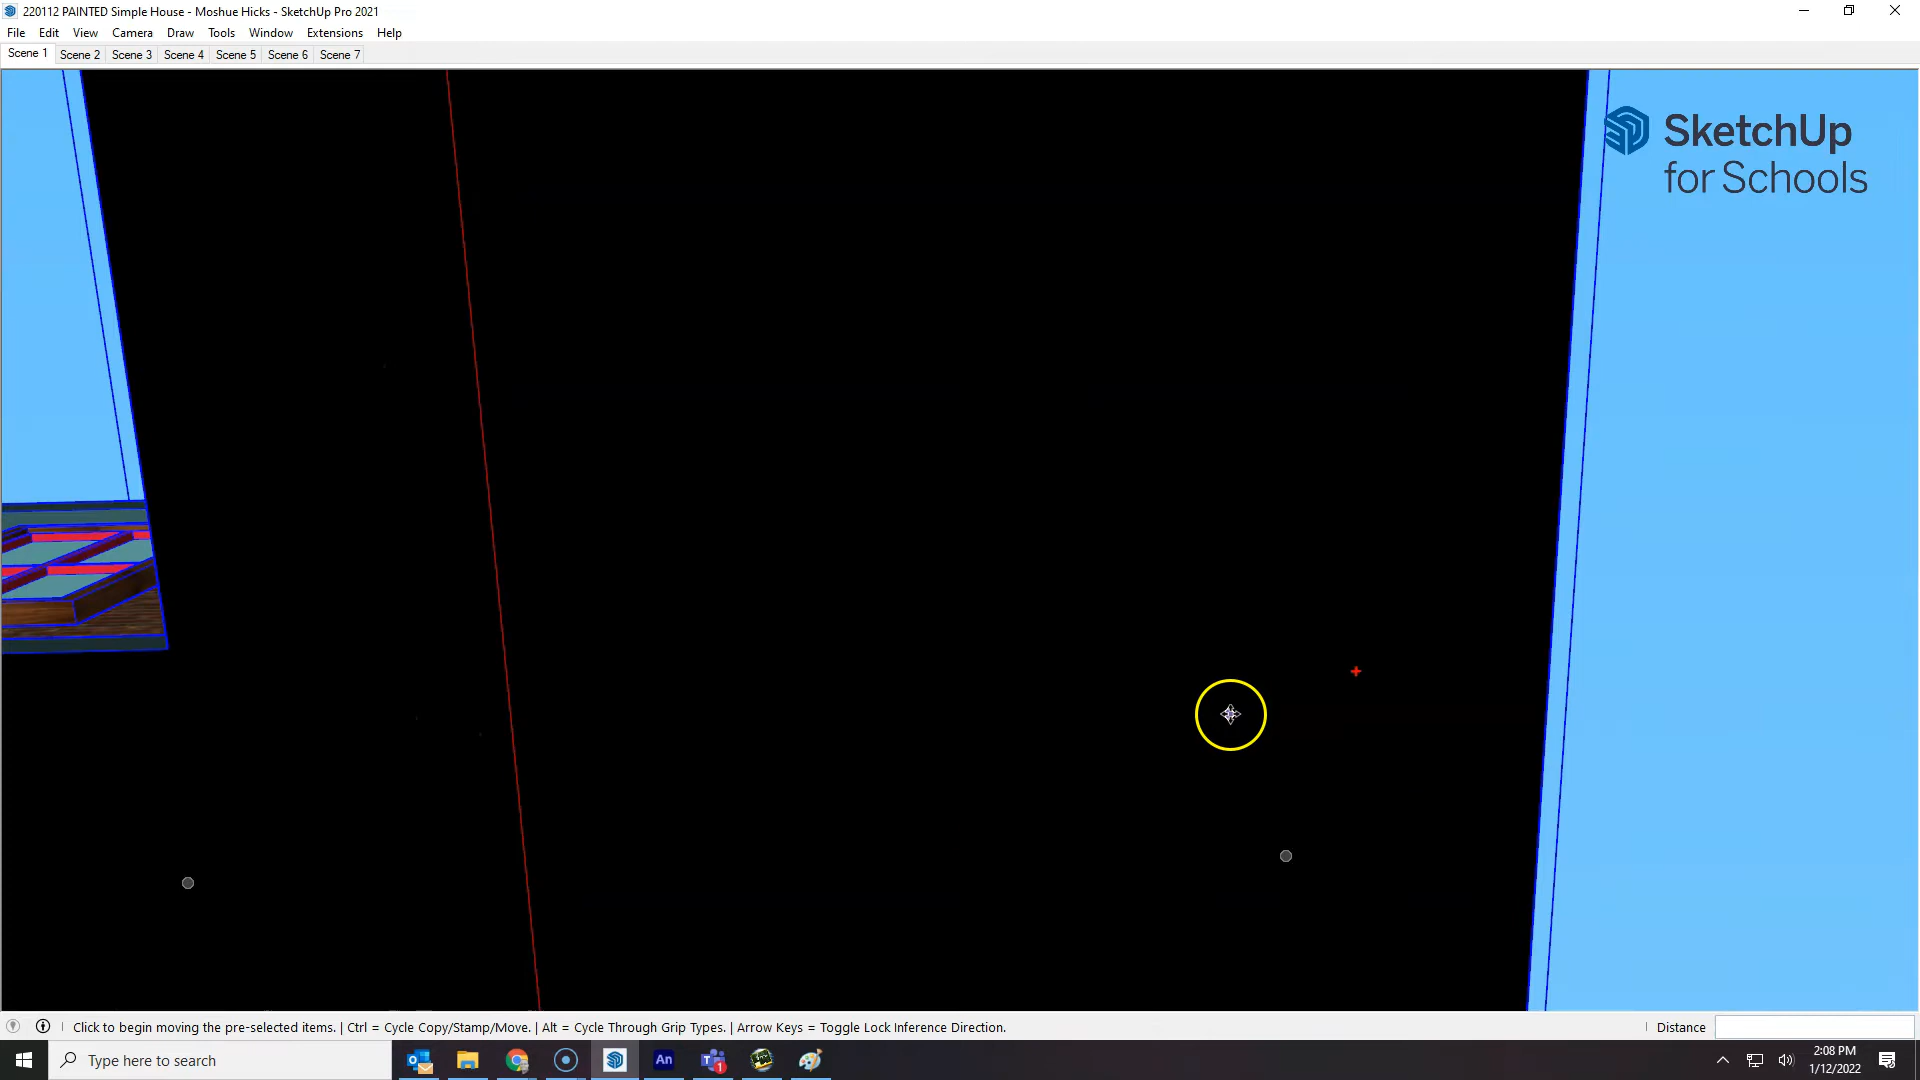 220112 PAINTED Simple House - Moshue Hicks - SketchUp Pro 2021
File Edit View Camera Draw Tools Window Extensions Help
Scene 1 Scene 2 Scene 3 Scene 4 Scene 5 Scene 6 Scene 7
SketchUp
for Schools
Click to begin moving the pre-selected items. | Ctrl = Cycle Copy/Stamp/Move. | Alt = Cycle Through Grip Types. | Arrow Keys = Toggle Lock Inference Direction.
Distance
Type here to search
An
1
2:08 PM
1/12/2022